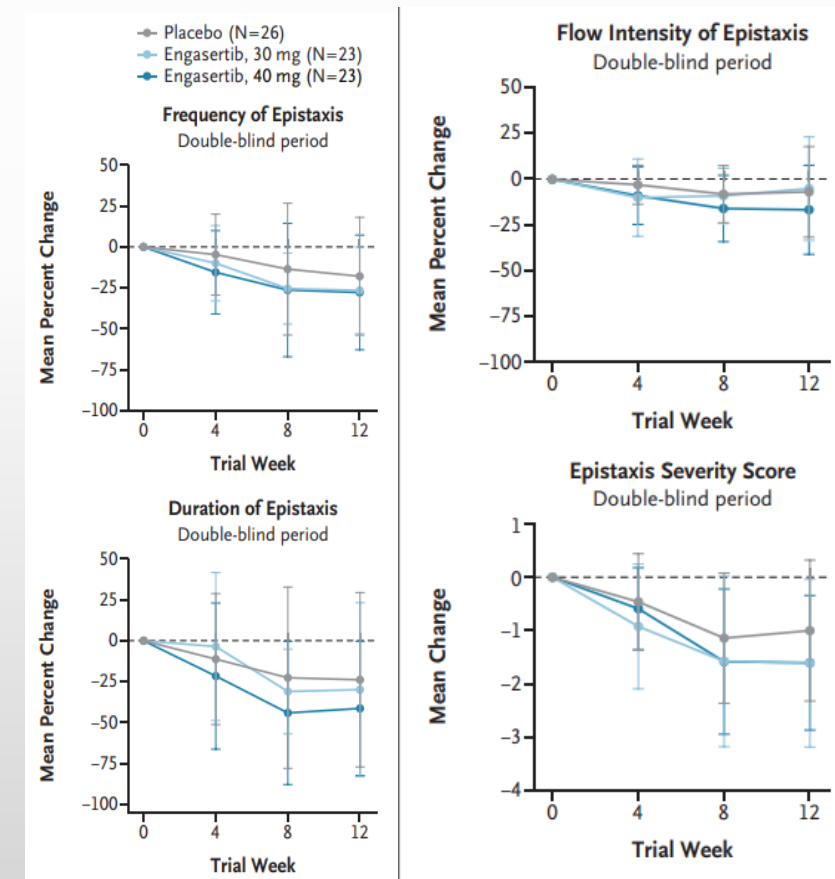 Placebo (N=26)
Engasertib, 30 mg (N=23)
Engasertib, 40 mg (N=23)
Frequency of Epistaxis
Double-blind period
Mean Percent Change
50
25
0
−25
−50
−75
−100
0 4 8 12
Trial Week
Duration of Epistaxis
Double-blind period
Mean Percent Change
50
25
0
−25
−50
−75
−100
0 4 8 12
Trial Week
Flow Intensity of Epistaxis
Double-blind period
Mean Percent Change
50
25
0
−25
−50
−75
−100
0 4 8 12
Trial Week
Epistaxis Severity Score
Double-blind period
Mean Change
1
0
−1
−2
−3
−4
0 4 8 12
Trial Week